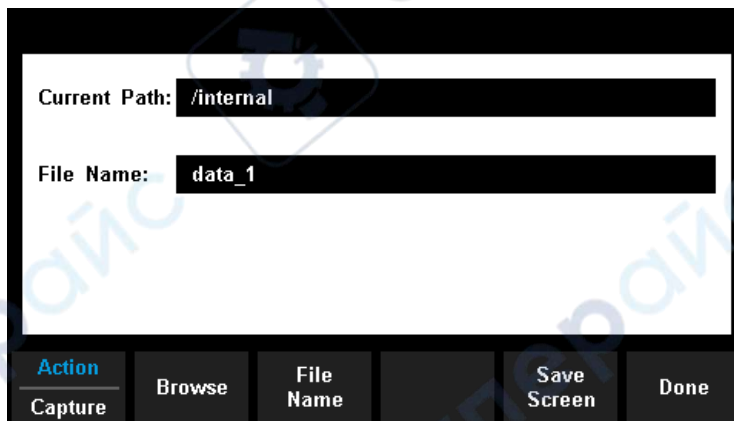 Current Path: /internal
File Name: data_1
Action
Capture
Browse
File
Name
Save
Screen
Done